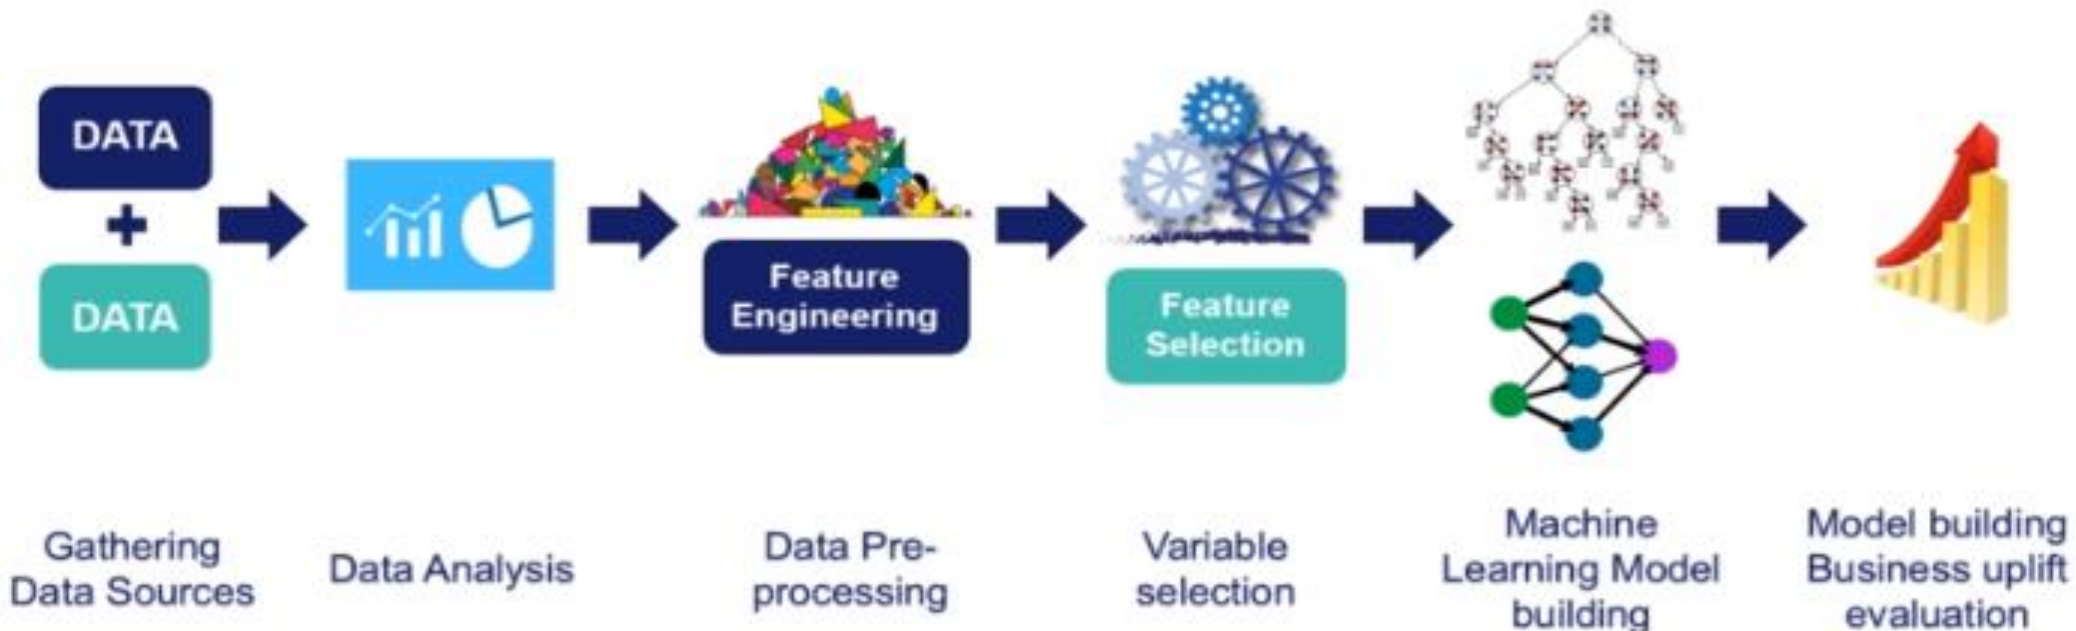 DATA
DATA
Feature
Engineering
Feature
Selection
Gathering
Data Sources
Data Analysis
Data Pre-
processing
Variable
selection
Machine
Learning Model
building
Model building
Business uplift
evaluation